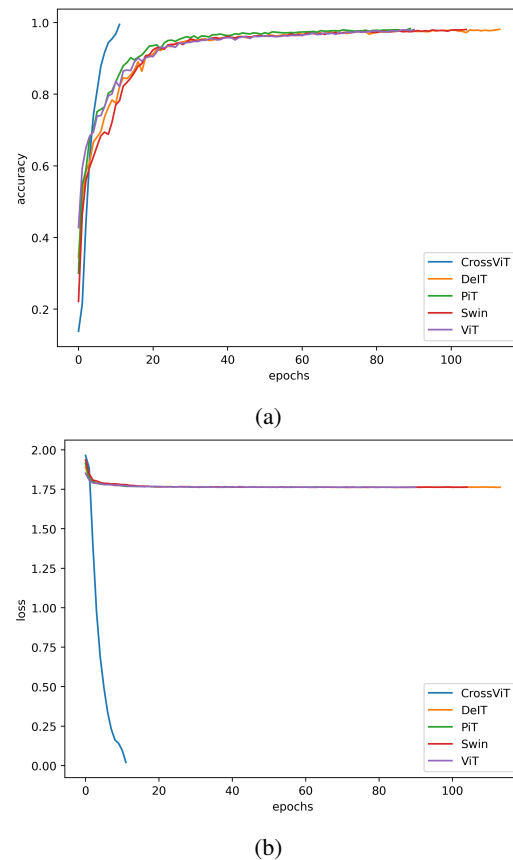 1.0
0.8
0.6
0.4
0.2
accuracy
0 20 40 60 80 100
epochs
CrossViT
DeIT
PiT
Swin
ViT
(a)
2.00
1.75
1.50
1.25
1.00
0.75
0.50
0.25
0.00
loss
0 20 40 60 80 100
epochs
CrossViT
DeIT
PiT
Swin
ViT
(b)